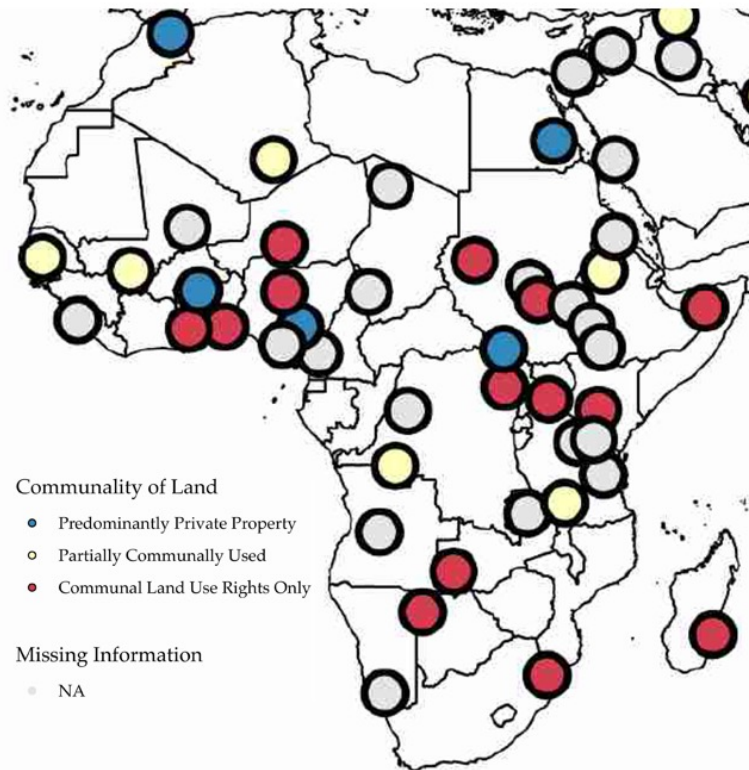 Communality of Land
Predominantly Private Property
Partially Communally Used
Communal Land Use Rights Only
Missing Information
NA